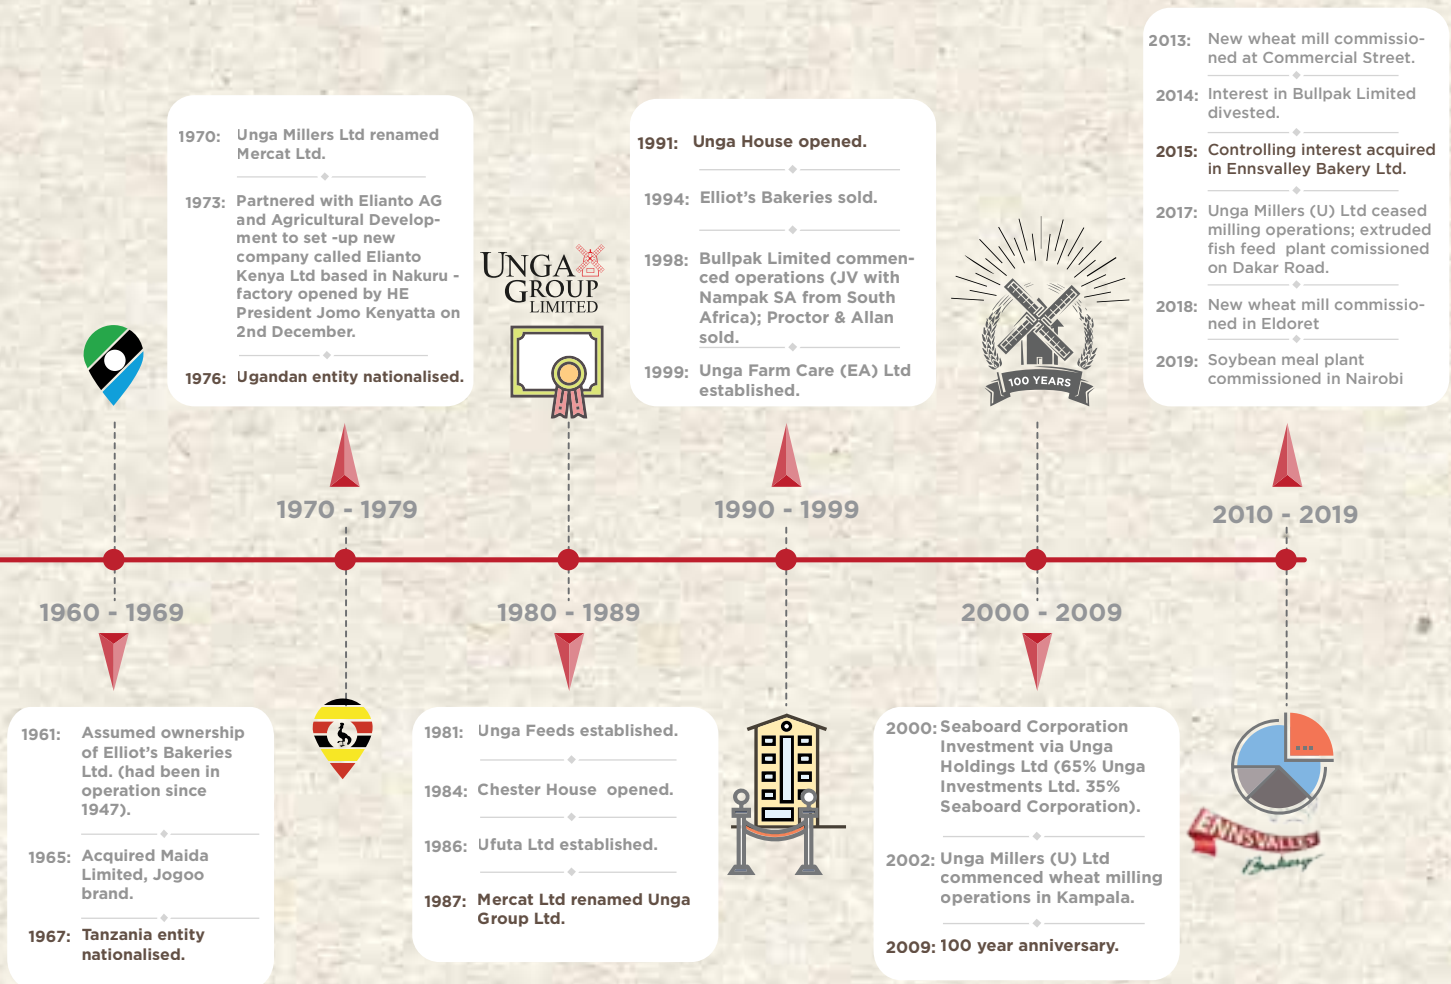 1970: Unga Millers Ltd renamed
Mercat Ltd.
1973: Partnered with Elianto AG
and Agricultural Develop-
ment to set -up new
company called Elianto
Kenya Ltd based in Nakuru -
factory opened by HE
President Jomo Kenyatta on
2nd December.
1976: Ugandan entity nationalised.
UNGA
GROUP
LIMITED
1991: Unga House opened.
1994: Elliot's Bakeries sold.
1998: Bullpak Limited commen-
ced operations (JV with
Nampak SA from South
Africa); Proctor & Allan
sold.
1999: Unga Farm Care (EA) Ltd
established.
100 YEARS
2013: New wheat mill commissio-
ned at Commercial Street.
2014: Interest in Bullpak Limited
divested.
2015: Controlling interest acquired
in Ennsvalley Bakery Ltd.
2017: Unga Millers (U) Ltd ceased
milling operations; extruded
fish feed plant comissioned
on Dakar Road.
2018: New wheat mill commissio-
ned in Eldoret
2019: Soybean meal plant
commissioned in Nairobi
1970 - 1979
1990 - 1999
2010 - 2019
1960 - 1969
1980 - 1989
2000 - 2009
1961: Assumed ownership
of Elliot's Bakeries
Ltd. (had been in
operation since
1947).
1965: Acquired Maida
Limited, Jogoo
brand.
1967: Tanzania entity
nationalised.
1981: Unga Feeds established.
1984: Chester House opened.
1986: Ufuta Ltd established.
1987: Mercat Ltd renamed Unga
Group Ltd.
2000: Seaboard Corporation
Investment via Unga
Holdings Ltd (65% Unga
Investments Ltd. 35%
Seaboard Corporation).
2002: Unga Millers (U) Ltd
commenced wheat milling
operations in Kampala.
2009: 100 year anniversary.
ENNSVALLEY
Bakery